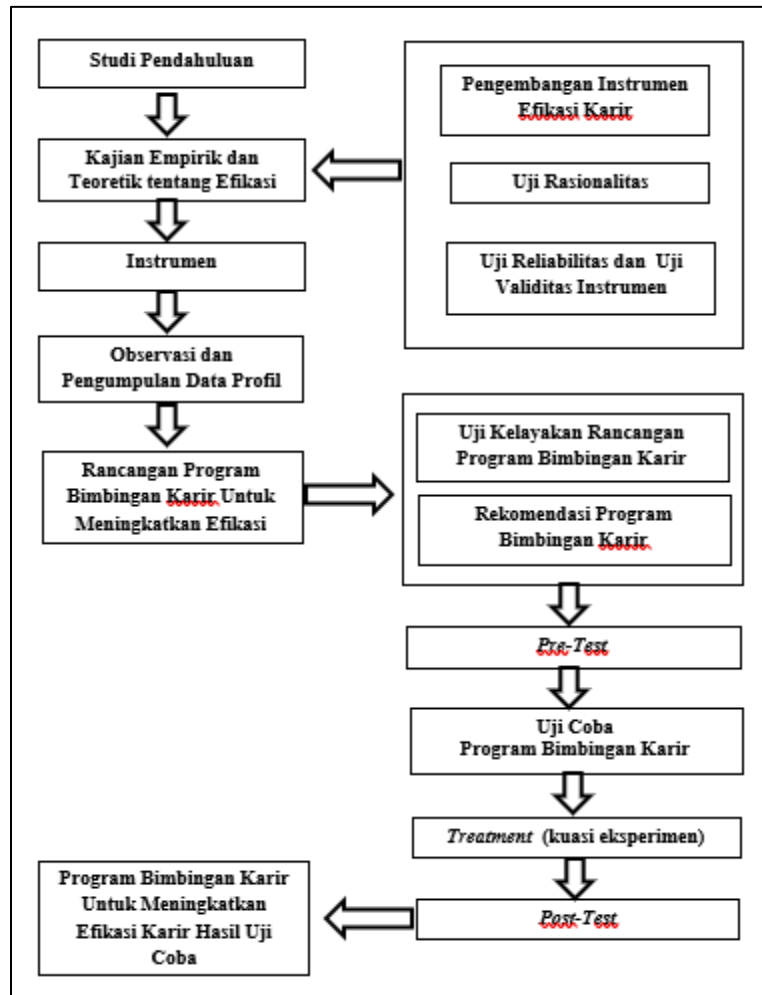 Studi Pendahuluan
Kajian Empirik dan
Teoretik tentang Efikasi
Instrumen
Observasi dan
Pengumpulan Data Profil
Rancangan Program
Bimbingan Karir Untuk
Meningkatkan Efikasi
Pengembangan Instrumen
Efikasi Karir
Uji Rasionalitas
Uji Reliabilitas dan Uji
Validitas Instrumen
Uji Kelayakan Rancangan
Program Bimbingan Karir
Rekomendasi Program
Bimbingan Karir
Pre-Test
Uji Coba
Program Bimbingan Karir
Treatment (kuasi eksperimen)
Post-Test
Program Bimbingan Karir
Untuk Meningkatkan
Efikasi Karir Hasil Uji
Coba